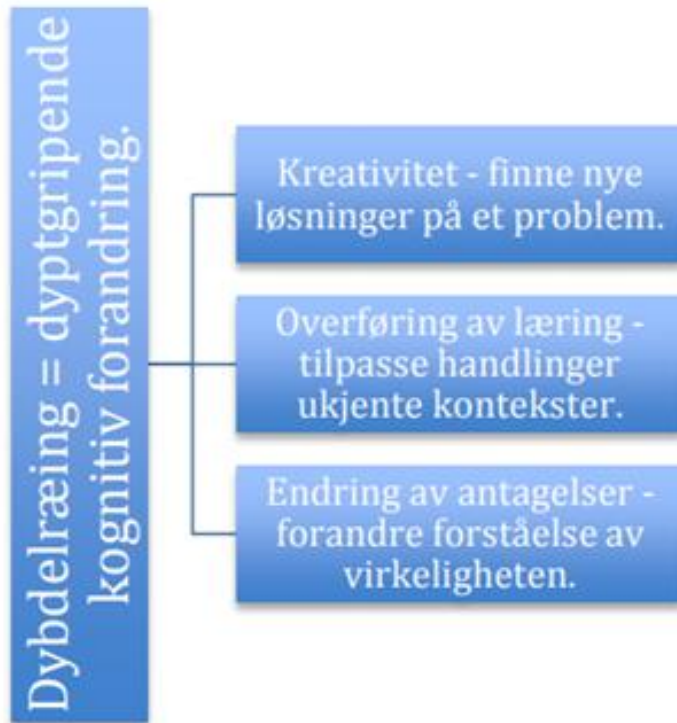 Dybdelræing = dyptgripende
kognitiv forandring.
Kreativitet - finne nye
løsninger på et problem.
Overføring av læring -
tilpasse handlinger
ukjente kontekster.
Endring av antagelser -
forandre forståelse av
virkeligheten.